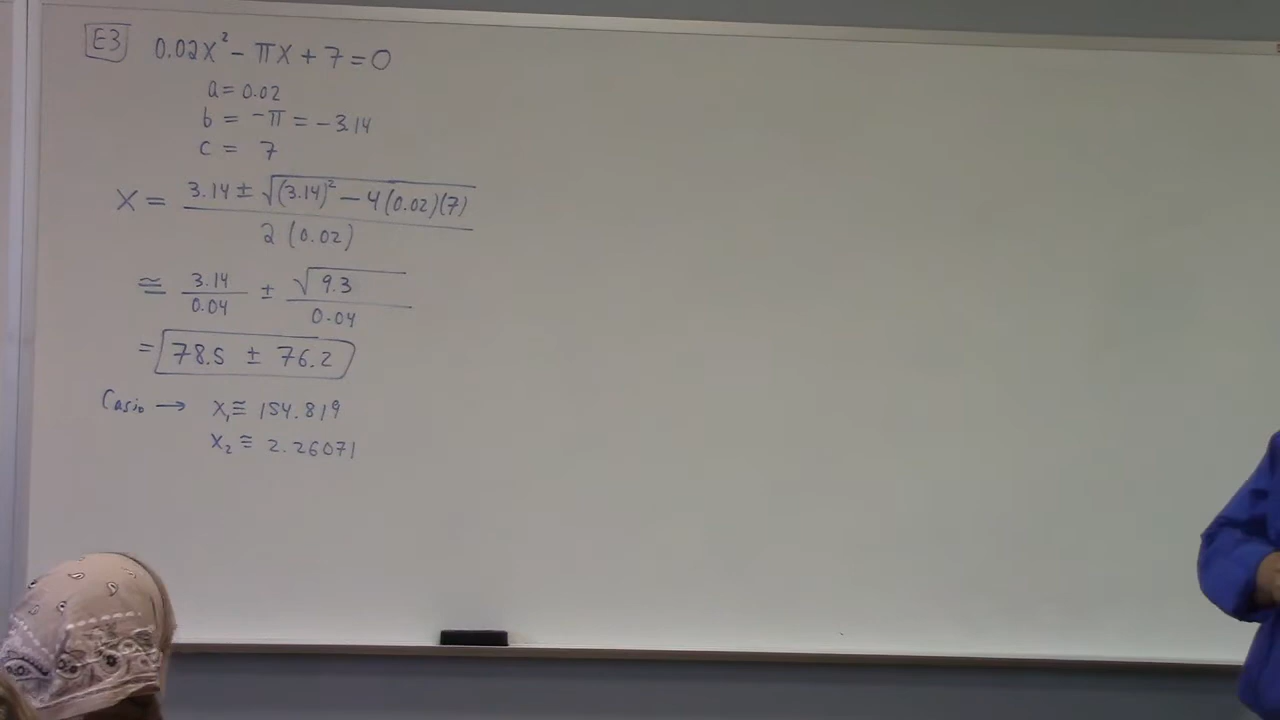 E3 0.02x² - πx + 7 = 0
a = 0.02
b = -π = -3.14
c = 7
x = (3.14 ± √((3.14)² - 4(0.02)(7))) / (2(0.02))
≅ 3.14/0.04 ± √9.3/0.04
= 78.5 ± 76.2
Casio → x₁ ≅ 154.819
x₂ ≅ 2.26071